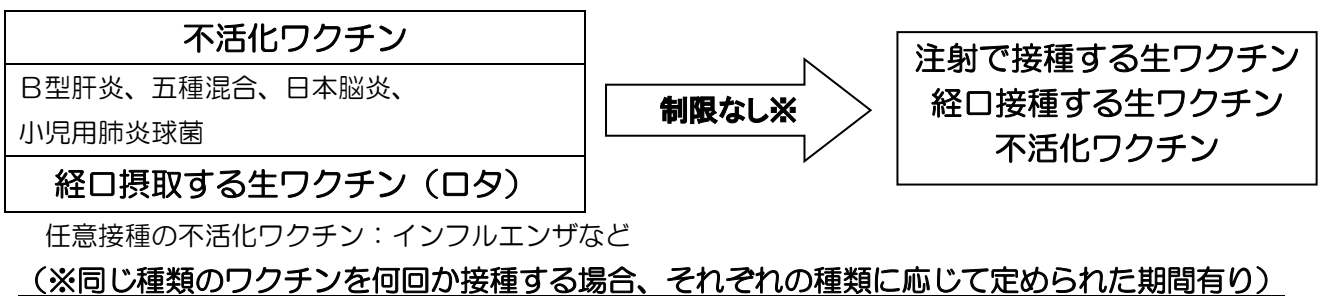 不活化ワクチン
B型肝炎、五種混合、日本脳炎、
小児用肺炎球菌
経口摂取する生ワクチン（ロタ）
制限なし※
注射で接種する生ワクチン
経口接種する生ワクチン
不活化ワクチン
任意接種の不活化ワクチン：インフルエンザなど
（※同じ種類のワクチンを何回か接種する場合、それぞれの種類に応じて定められた期間有り）